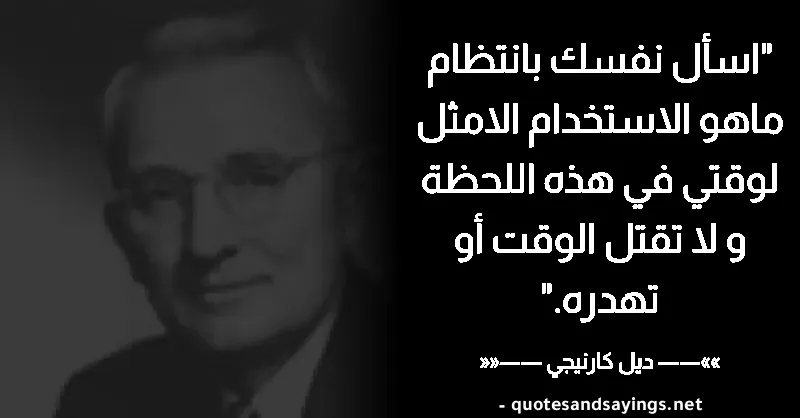 "اسأل نفسك بانتظام
ماهو الاستخدام الامثل
لوقتي في هذه اللحظة
و لا تقتل الوقت أو
تهدره."
»»—— ديل كارنيجي ——««
- quotesandsayings.net